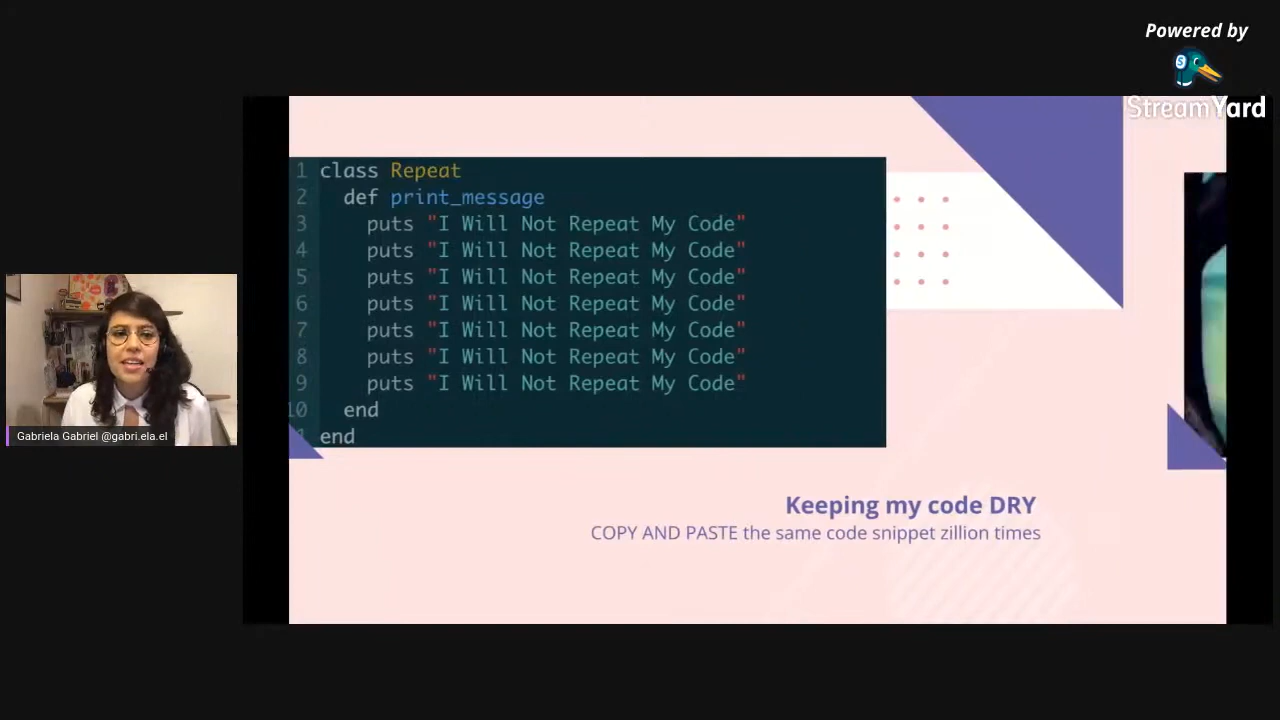 Powered by
StreamYard
1 class Repeat
2 def print_message
3 puts "I Will Not Repeat My Code"
4 puts "I Will Not Repeat My Code"
5 puts "I Will Not Repeat My Code"
6 puts "I Will Not Repeat My Code"
7 puts "I Will Not Repeat My Code"
8 puts "I Will Not Repeat My Code"
9 puts "I Will Not Repeat My Code"
10 end
end
Gabriela Gabriel @gabri.ela.el
Keeping my code DRY
COPY AND PASTE the same code snippet zillion times